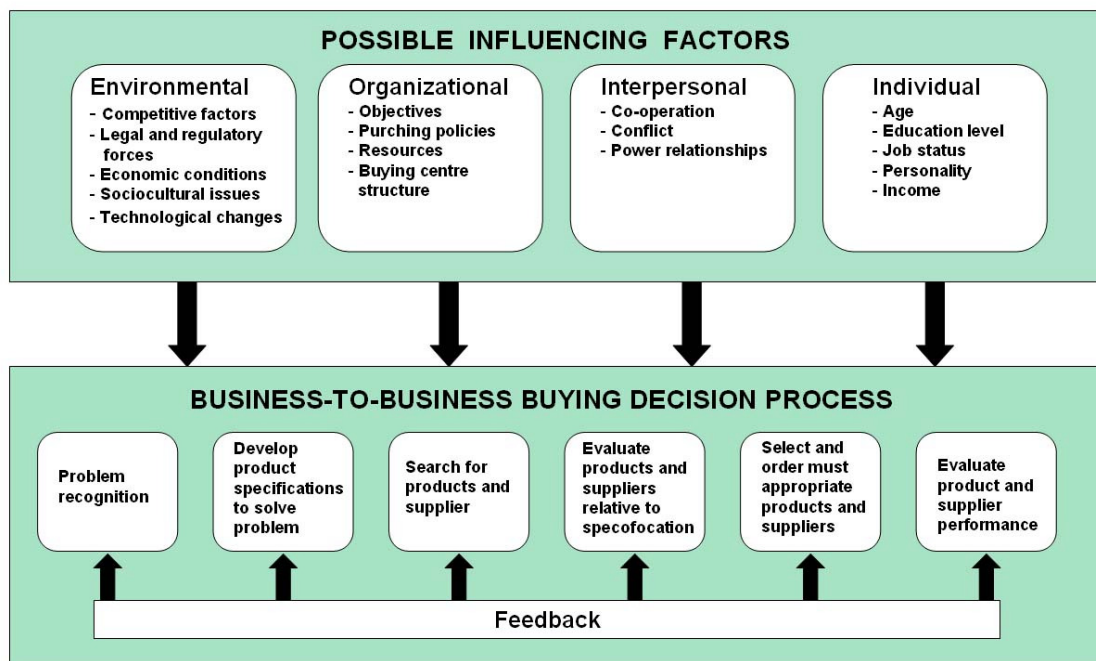 POSSIBLE INFLUENCING FACTORS
Environmental
- Competitive factors
- Legal and regulatory
forces
- Economic conditions
- Sociocultural issues
- Technological changes
Organizational
- Objectives
- Purching policies
- Resources
- Buying centre
structure
Interpersonal
- Co-operation
- Conflict
- Power relationships
Individual
- Age
- Education level
- Job status
- Personality
- Income
BUSINESS-TO-BUSINESS BUYING DECISION PROCESS
Problem
recognition
Develop
product
specifications
to solve
problem
Search for
products and
supplier
Evaluate
products and
suppliers
relative to
specofocation
Select and
order must
appropriate
products and
suppliers
Evaluate
product and
supplier
performance
Feedback